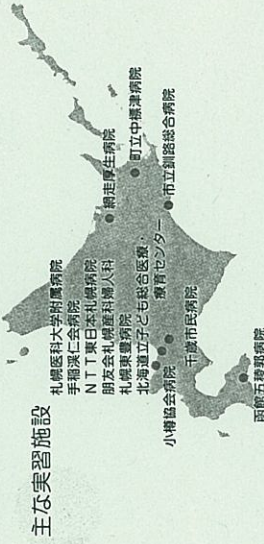 主な実習施設
札幌医科大学附属病院
手稲渓仁会病院
NTT東日本札幌病院
朋友会札幌産科婦人科
札幌東豊病院
北海道立子ども総合医療・
療育センター
小樽協会病院
千歳市民病院
函館五稜郭病院
網走厚生病院
町立中標津病院
市立釧路総合病院